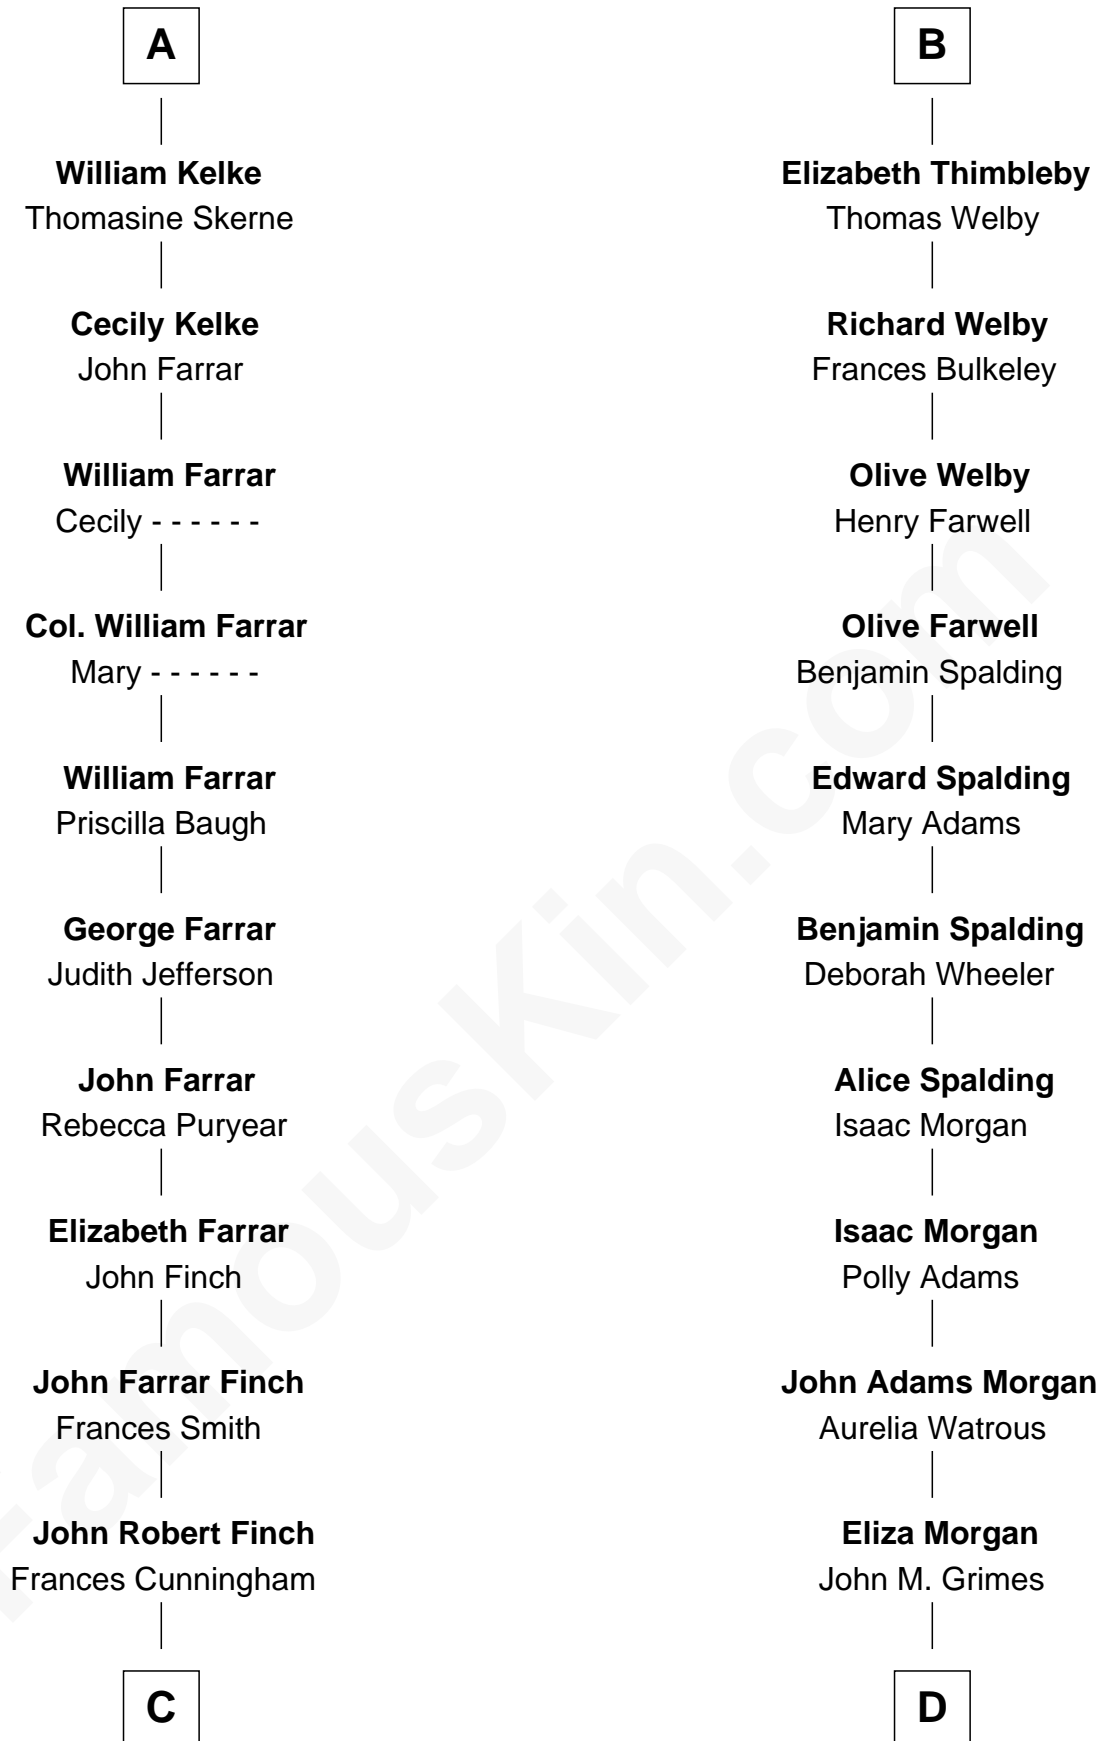 A
William Kelke
Thomasine Skerne
Cecily Kelke
John Farrar
William Farrar
Cecily - - - - - -
Col. William Farrar
Mary - - - - - -
William Farrar
Priscilla Baugh
George Farrar
Judith Jefferson
John Farrar
Rebecca Puryear
Elizabeth Farrar
John Finch
John Farrar Finch
Frances Smith
John Robert Finch
Frances Cunningham
C
B
Elizabeth Thimbleby
Thomas Welby
Richard Welby
Frances Bulkeley
Olive Welby
Henry Farwell
Olive Farwell
Benjamin Spalding
Edward Spalding
Mary Adams
Benjamin Spalding
Deborah Wheeler
Alice Spalding
Isaac Morgan
Isaac Morgan
Polly Adams
John Adams Morgan
Aurelia Watrous
Eliza Morgan
John M. Grimes
D
FamousKin.com